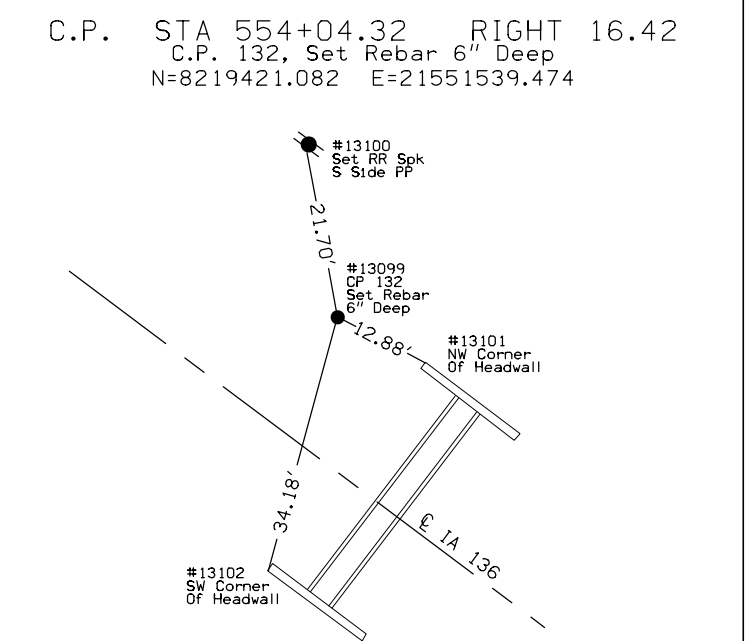 C.P. STA 554+04.32 RIGHT 16.42
C.P. 132, Set Rebar 6" Deep
N=8219421.082 E=21551539.474
#13100
Set RR Spk
S Side PP
21.70'
#13099
CP 132
Set Rebar
6" Deep
12.88'
#13101
NW Corner
Of Headwall
34.18'
℄ IA 136
#13102
SW Corner
Of Headwall